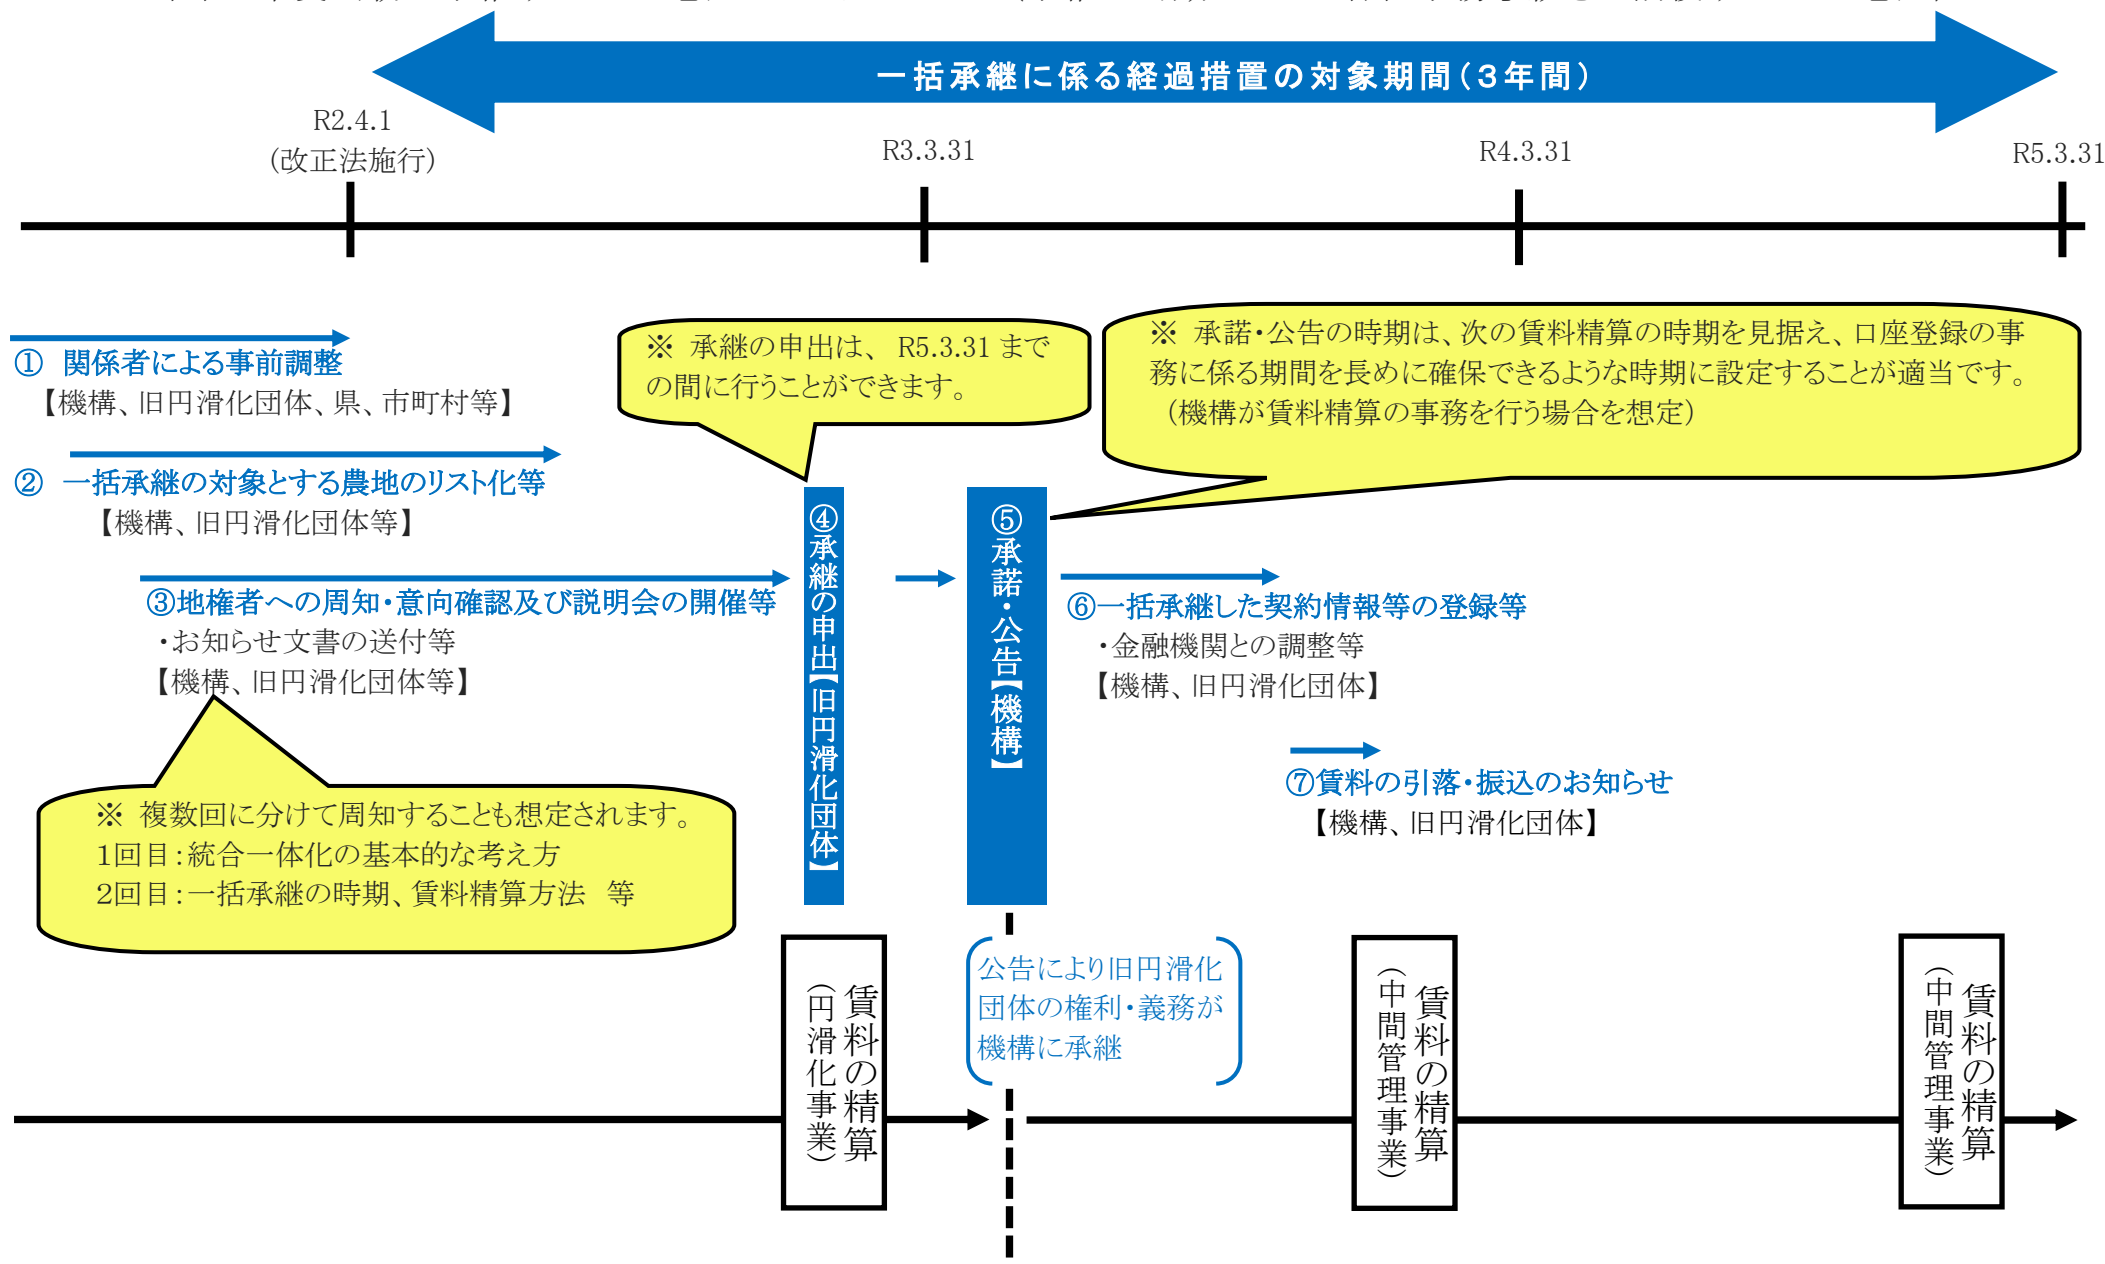 一括承継に係る経過措置の対象期間（３年間）
R2.4.1
（改正法施行）
R3.3.31
R4.3.31
R5.3.31
① 関係者による事前調整
【機構、旧円滑化団体、県、市町村等】
② 一括承継の対象とする農地のリスト化等
【機構、旧円滑化団体等】
③地権者への周知・意向確認及び説明会の開催等
・お知らせ文書の送付等
【機構、旧円滑化団体等】
※ 複数回に分けて周知することも想定されます。
１回目：統合一体化の基本的な考え方
２回目：一括承継の時期、賃料精算方法 等
※ 承継の申出は、 R5.3.31 まで
の間に行うことができます。
④承継の申出【旧円滑化団体】
※ 承諾・公告の時期は、次の賃料精算の時期を見据え、口座登録の事
務に係る期間を長めに確保できるような時期に設定することが適当です。
（機構が賃料精算の事務を行う場合を想定）
⑤承諾・公告【機構】
⑥一括承継した契約情報等の登録等
・金融機関との調整等
【機構、旧円滑化団体】
⑦賃料の引落・振込のお知らせ
【機構、旧円滑化団体】
賃料の精算
（円滑化事業）
公告により旧円滑化
団体の権利・義務が
機構に承継
賃料の精算
（中間管理事業）
賃料の精算
（中間管理事業）